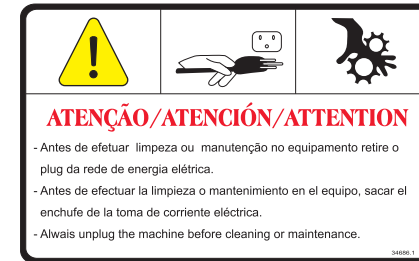 ATENÇÃO/ATENCIÓN/ATTENTION
- Antes de efetuar limpeza ou manutenção no equipamento retire o
plug da rede de energia elétrica.
- Antes de efectuar la limpieza o mantenimiento en el equipo, sacar el
enchufe de la toma de corriente eléctrica.
- Alwais unplug the machine before cleaning or maintenance.
34686.1